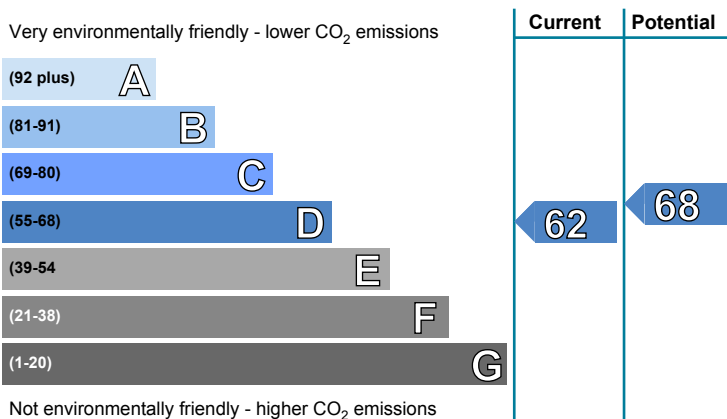 Very environmentally friendly - lower CO2 emissions
Current
Potential
(92 plus) A
(81-91) B
(69-80) C
(55-68) D
(39-54 E
(21-38) F
(1-20) G
62
68
Not environmentally friendly - higher CO2 emissions